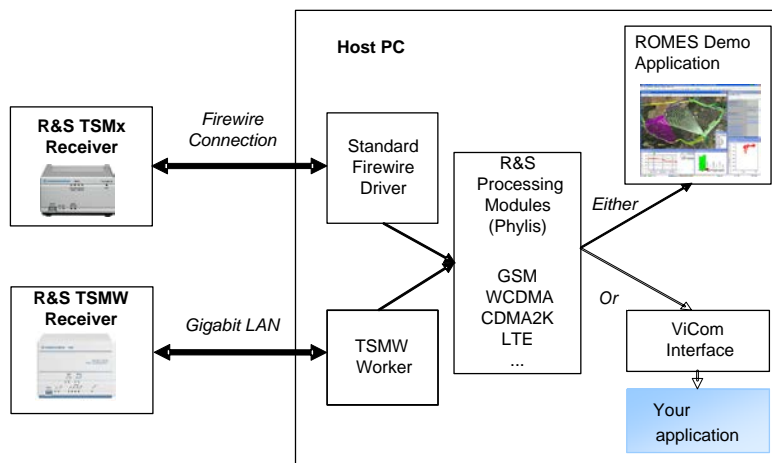 Host PC
ROMES Demo
Application
R&S TSMx
Receiver
Firewire
Connection
Standard
Firewire
Driver
R&S
Processing
Modules
(Phylis)
GSM
WCDMA
CDMA2K
LTE
...
Either
Or
R&S TSMW
Receiver
Gigabit LAN
TSMW
Worker
ViCom
Interface
Your
application